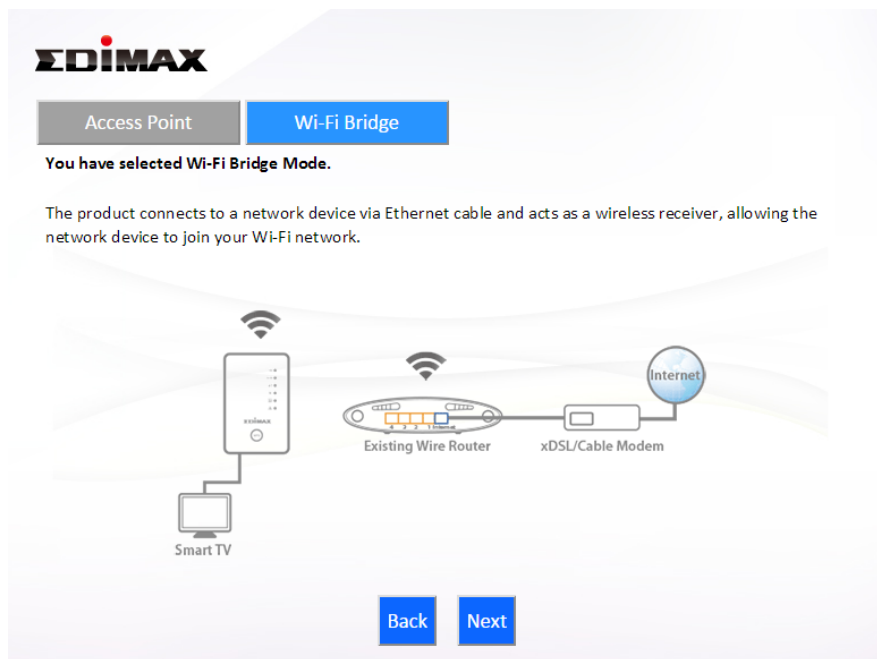 EDIMAX
Access Point
Wi-Fi Bridge
You have selected Wi-Fi Bridge Mode.
The product connects to a network device via Ethernet cable and acts as a wireless receiver, allowing the
network device to join your Wi-Fi network.
Internet
EDIMAX
4 3 2 1 Internet
Existing Wire Router
xDSL/Cable Modem
Smart TV
Back
Next